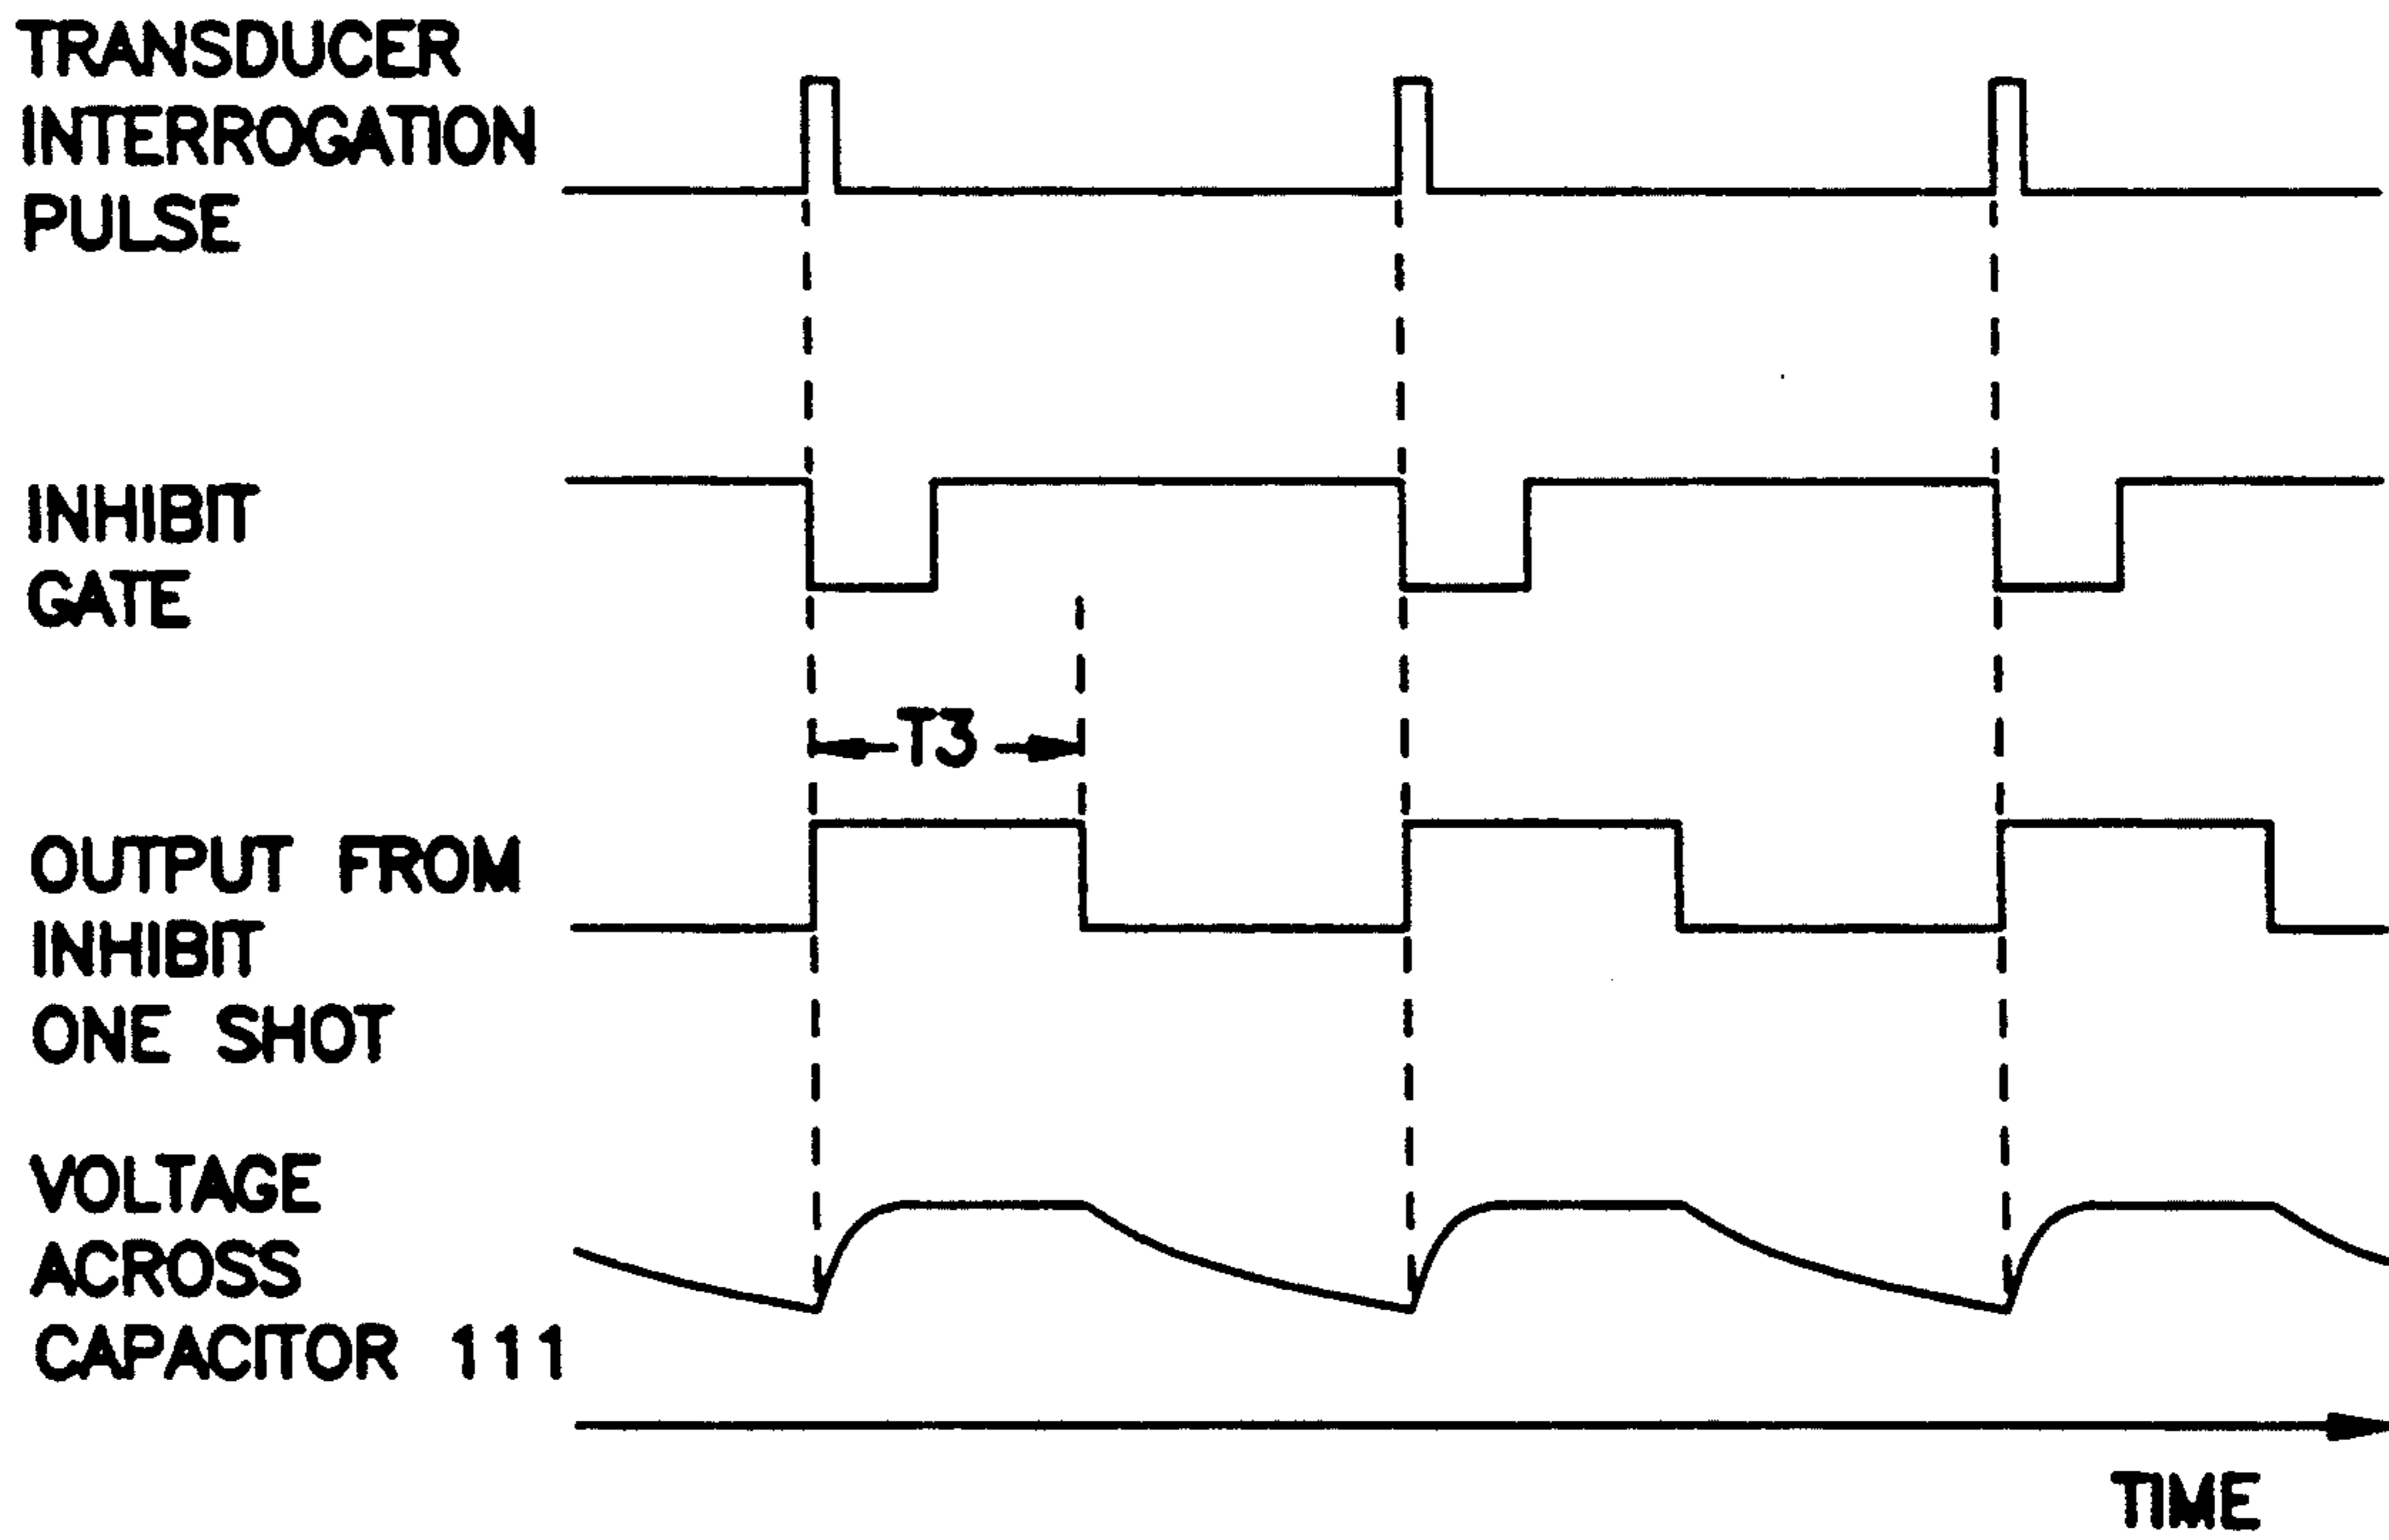 TRANSDUCER
INTERROGATION
PULSE
INHIBIT
GATE
T3
OUTPUT FROM
INHIBIT
ONE SHOT
VOLTAGE
ACROSS
CAPACITOR 111
TIME